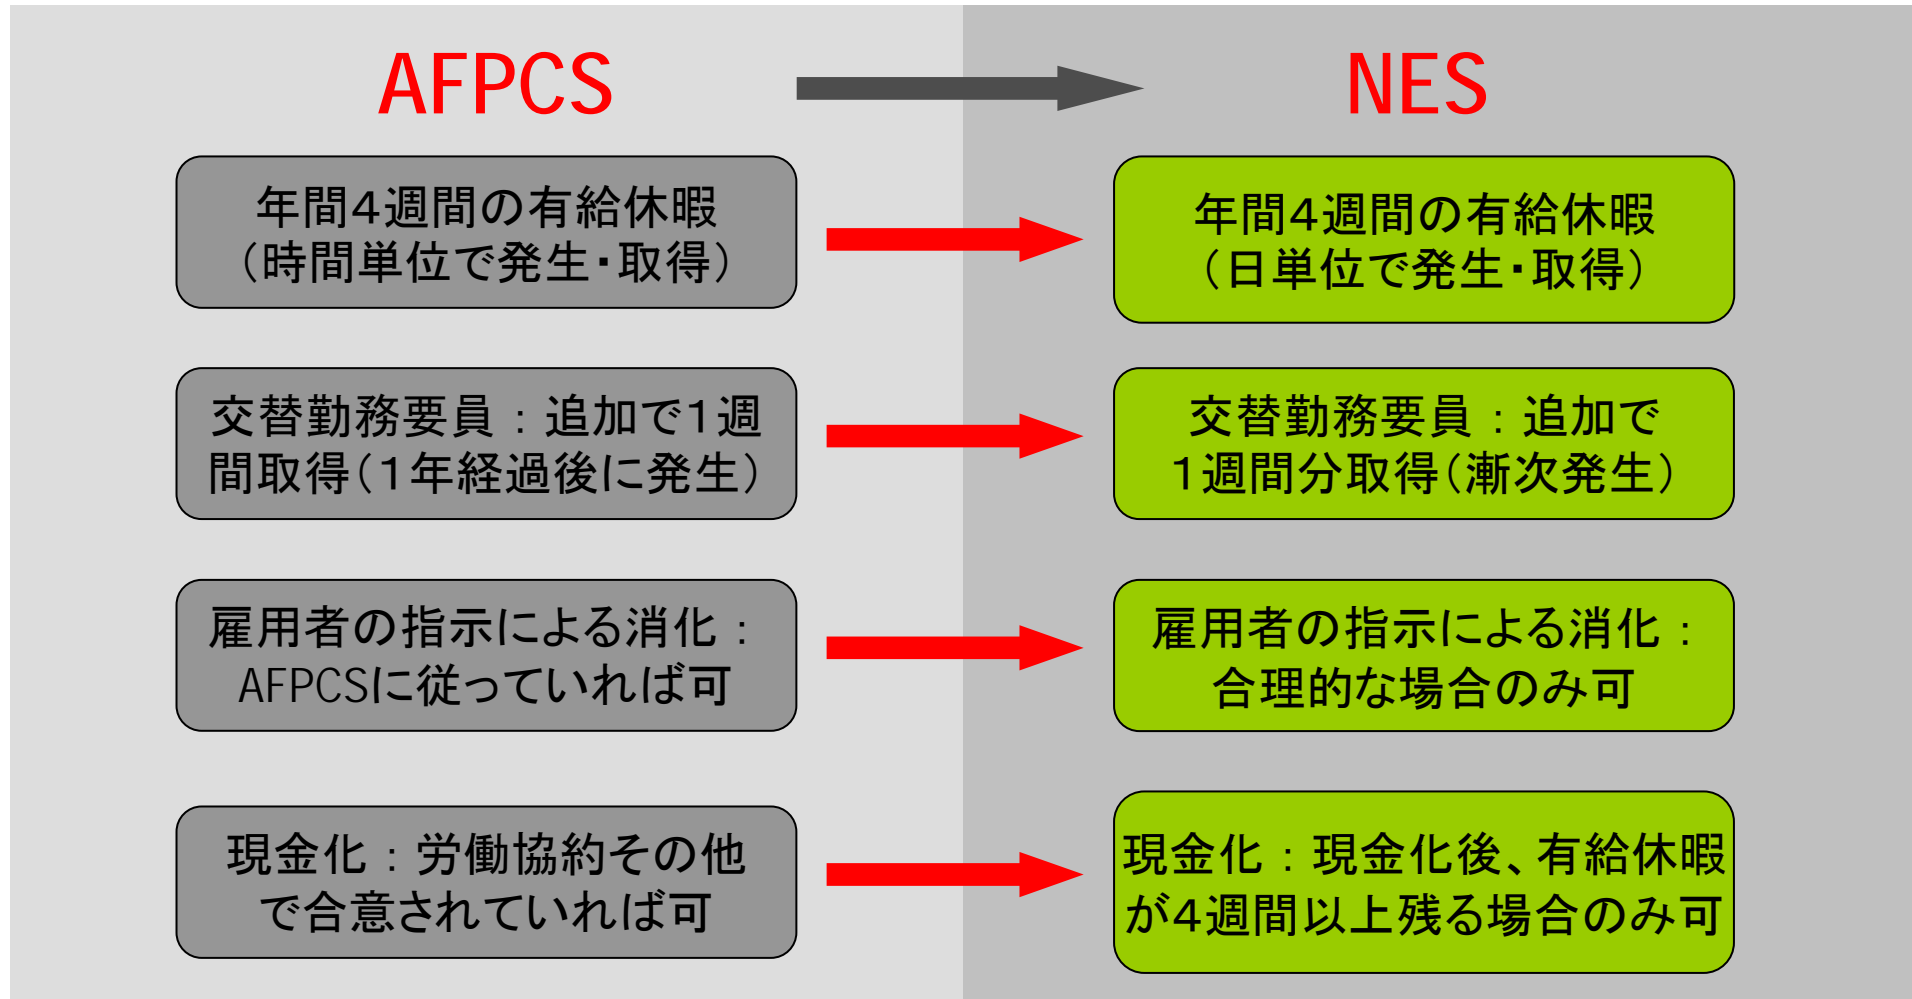 AFPCS
NES
年間4週間の有給休暇
（時間単位で発生・取得）
年間4週間の有給休暇
（日単位で発生・取得）
交替勤務要員：追加で1週
間取得（1年経過後に発生）
交替勤務要員：追加で
1週間分取得（漸次発生）
雇用者の指示による消化：
AFPCSに従っていれば可
雇用者の指示による消化：
合理的な場合のみ可
現金化：労働協約その他
で合意されていれば可
現金化：現金化後、有給休暇
が4週間以上残る場合のみ可